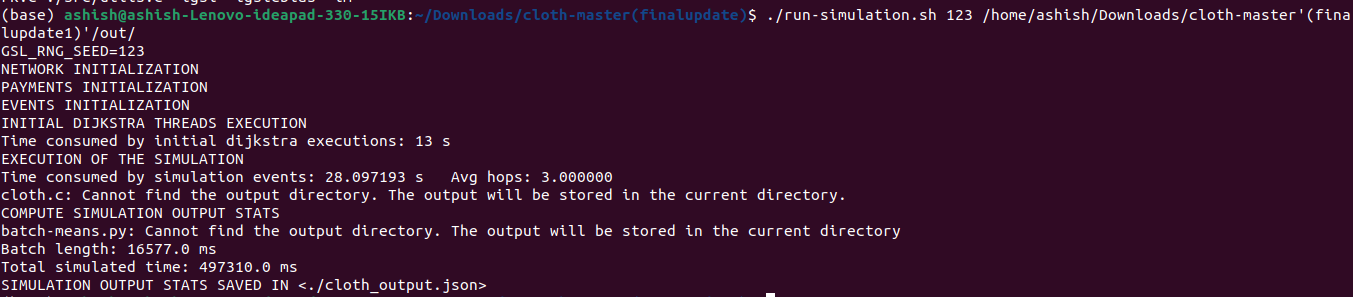 (base) ashish@ashish-Lenovo-ideapad-330-15IKB:~/Downloads/cloth-master(finalupdate)$ ./run-simulation.sh 123 /home/ashish/Downloads/cloth-master'(fina
lupdate1)'/out/
GSL_RNG_SEED=123
NETWORK INITIALIZATION
PAYMENTS INITIALIZATION
EVENTS INITIALIZATION
INITIAL DIJKSTRA THREADS EXECUTION
Time consumed by initial dijkstra executions: 13 s
EXECUTION OF THE SIMULATION
Time consumed by simulation events: 28.097193 s   Avg hops: 3.000000
cloth.c: Cannot find the output directory. The output will be stored in the current directory.
COMPUTE SIMULATION OUTPUT STATS
batch-means.py: Cannot find the output directory. The output will be stored in the current directory
Batch length: 16577.0 ms
Total simulated time: 497310.0 ms
SIMULATION OUTPUT STATS SAVED IN <./cloth_output.json>